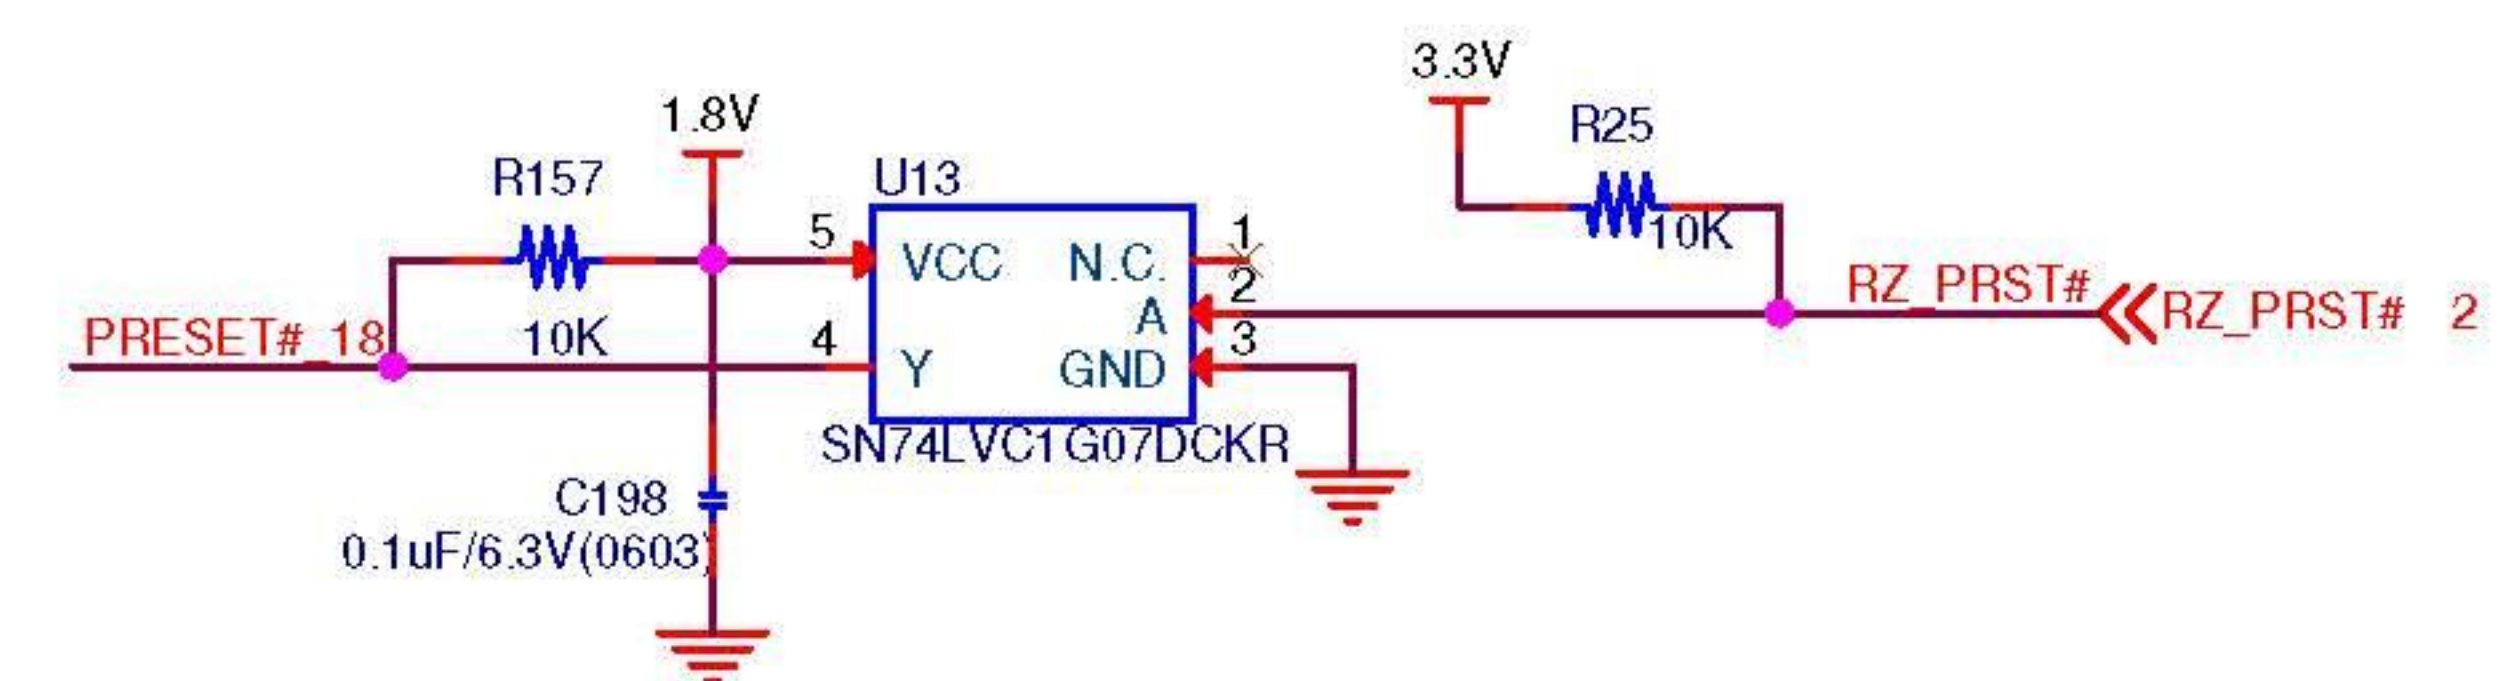 3.3V
1.8V
R25
R157
U13
10K
5
VCC
N.C.
1
2
A
RZ_PRST#
RZ_PRST# 2
PRESET#_18
10K
4
Y
GND
3
SN74LVC1G07DCKR
C198
0.1uF/6.3V(0603)